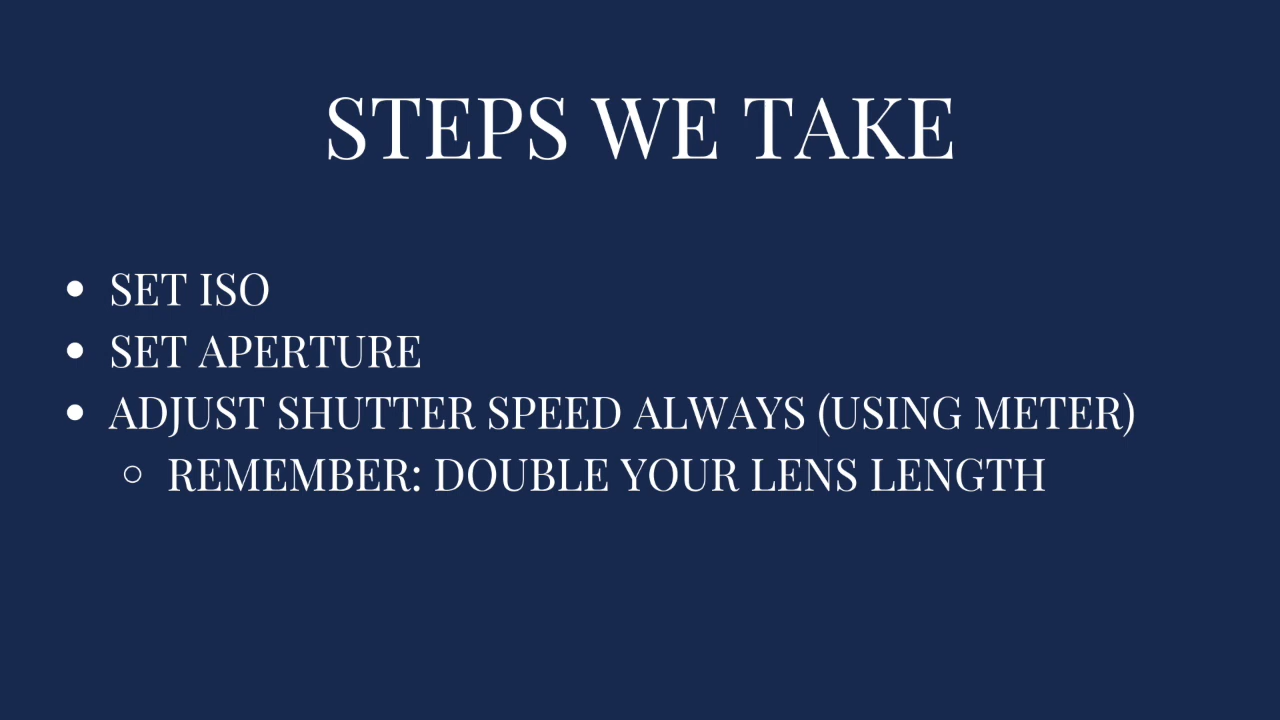 STEPS WE TAKE
SET ISO
SET APERTURE
ADJUST SHUTTER SPEED ALWAYS (USING METER)
REMEMBER: DOUBLE YOUR LENS LENGTH